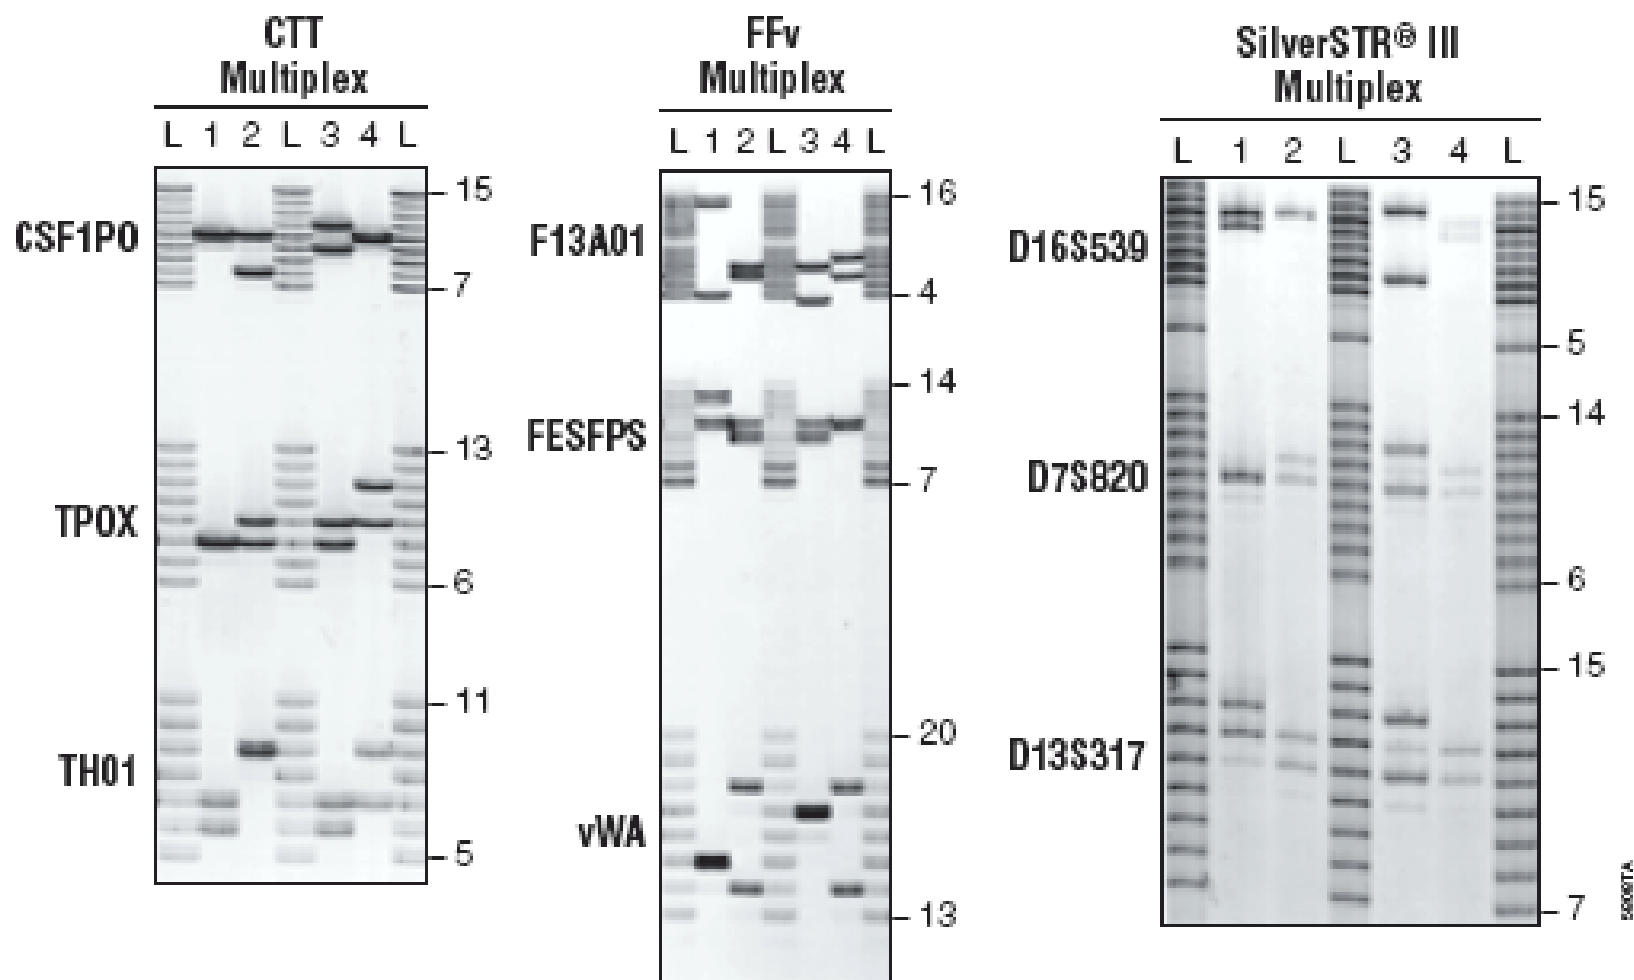 CTT
Multiplex
L 1 2 L 3 4 L
CSF1PO
15
7
TPOX
13
6
TH01
11
5
FFv
Multiplex
L 1 2 L 3 4 L
F13A01
16
4
FESFPS
14
7
vWA
20
13
SilverSTR® III
Multiplex
L 1 2 L 3 4 L
D16S539
15
5
D7S820
14
6
D13S317
15
7